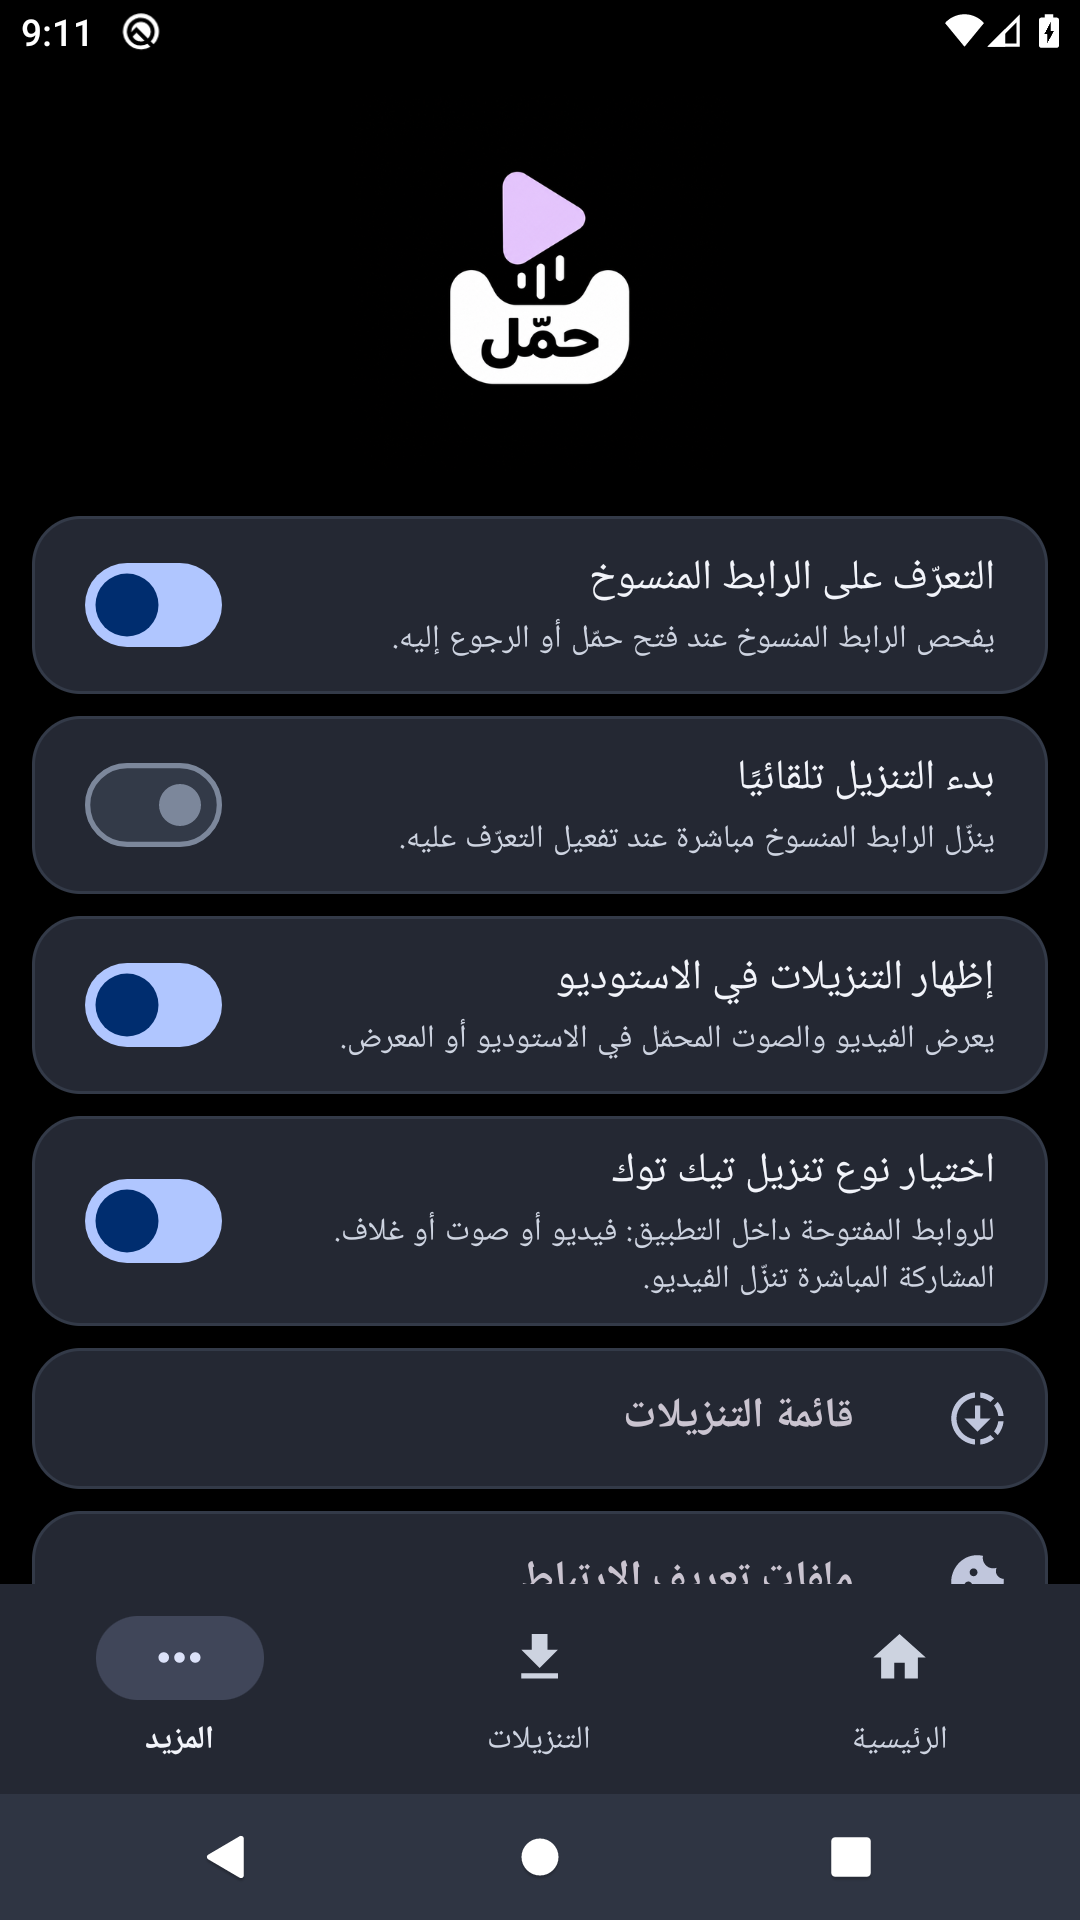 9:11
حمّل
التعرّف على الرابط المنسوخ
يفحص الرابط المنسوخ عند فتح حمّل أو الرجوع إليه.
بدء التنزيل تلقائيًا
ينزّل الرابط المنسوخ مباشرة عند تفعيل التعرّف عليه.
إظهار التنزيلات في الاستوديو
يعرض الفيديو والصوت المحمّل في الاستوديو أو المعرض.
اختيار نوع تنزيل تيك توك
للروابط المفتوحة داخل التطبيق: فيديو أو صوت أو غلاف.
المشاركة المباشرة تنزّل الفيديو.
قائمة التنزيلات
ملفات تعريف الارتباط
الرئيسية
التنزيلات
المزيد